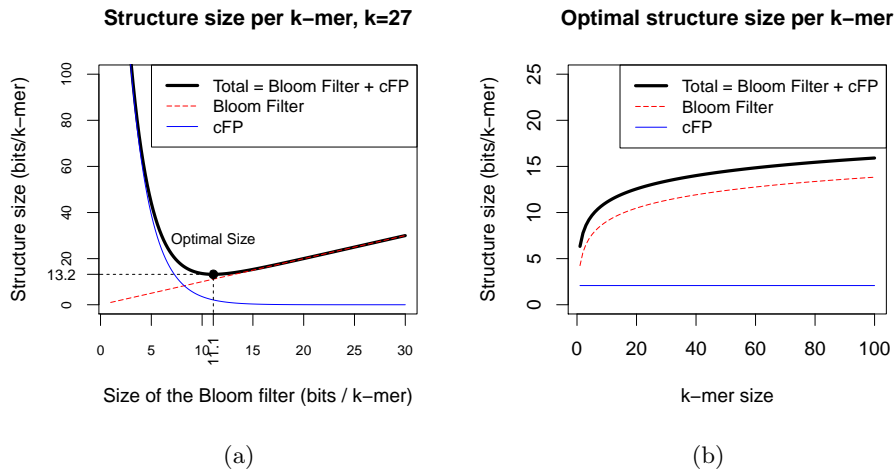 Structure size per k−mer, k=27
Structure size (bits/k−mer)
100
80
60
40
20
13.2
0
Total = Bloom Filter + cFP
Bloom Filter
cFP
Optimal Size
0 5 10 15 20 25 30
11.1
Size of the Bloom filter (bits / k−mer)
(a)
Optimal structure size per k−mer
Structure size (bits/k−mer)
25
20
15
10
5
0
Total = Bloom Filter + cFP
Bloom Filter
cFP
0 20 40 60 80 100
k−mer size
(b)